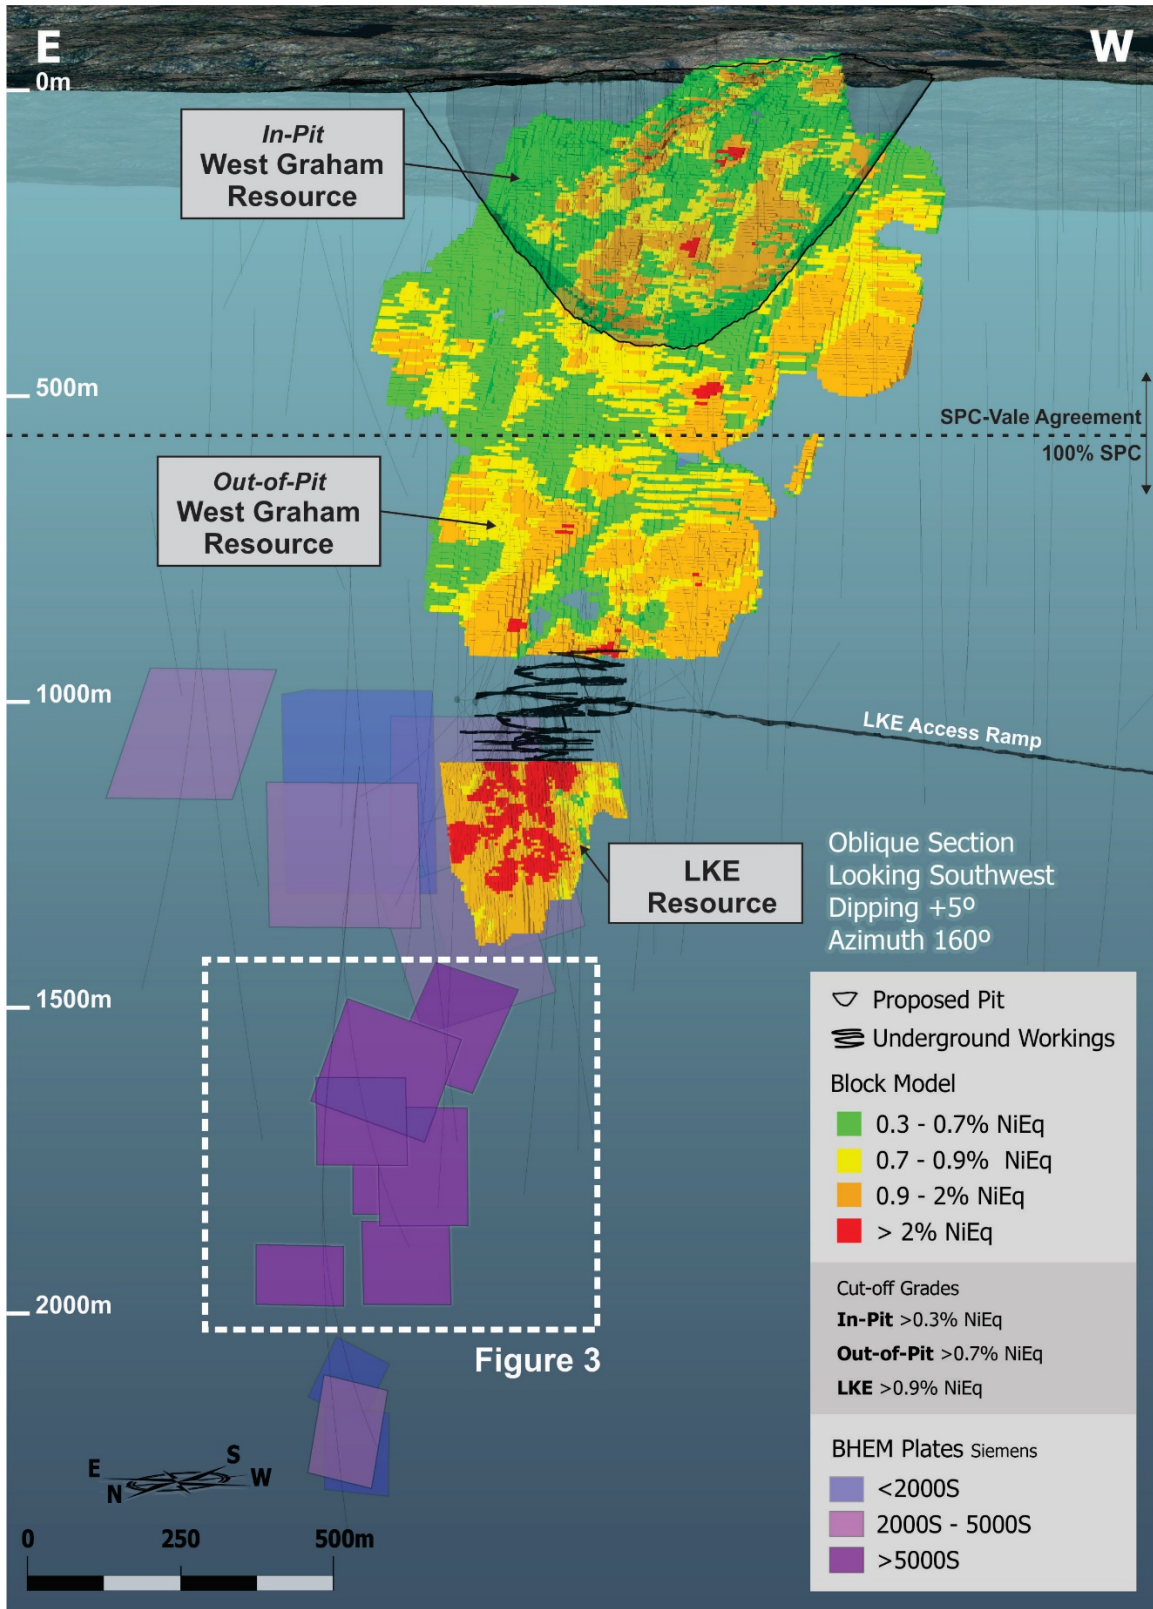 E
W
0m
In-Pit
West Graham
Resource
500m
SPC-Vale Agreement
100% SPC
Out-of-Pit
West Graham
Resource
1000m
LKE Access Ramp
LKE
Resource
Oblique Section
Looking Southwest
Dipping +5º
Azimuth 160º
1500m
2000m
Figure 3
Proposed Pit
Underground Workings
Block Model
0.3 - 0.7% NiEq
0.7 - 0.9% NiEq
0.9 - 2% NiEq
> 2% NiEq
Cut-off Grades
In-Pit >0.3% NiEq
Out-of-Pit >0.7% NiEq
LKE >0.9% NiEq
BHEM Plates Siemens
<2000S
2000S - 5000S
>5000S
S
E
W
N
0 250 500m